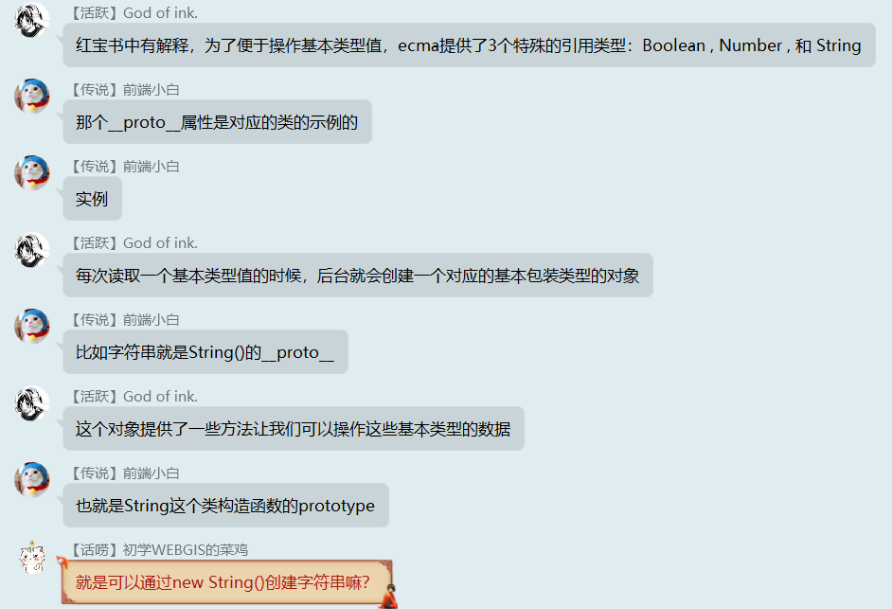 【活跃】God of ink.
红宝书中有解释，为了便于操作基本类型值，ecma提供了3个特殊的引用类型：Boolean , Number , 和 String
【传说】前端小白
那个__proto__属性是对应的类的示例的
【传说】前端小白
实例
【活跃】God of ink.
每次读取一个基本类型值的时候，后台就会创建一个对应的基本包装类型的对象
【传说】前端小白
比如字符串就是String()的__proto__
【活跃】God of ink.
这个对象提供了一些方法让我们可以操作这些基本类型的数据
【传说】前端小白
也就是String这个类构造函数的prototype
【话唠】初学WEBGIS的菜鸡
就是可以通过new String()创建字符串嘛?